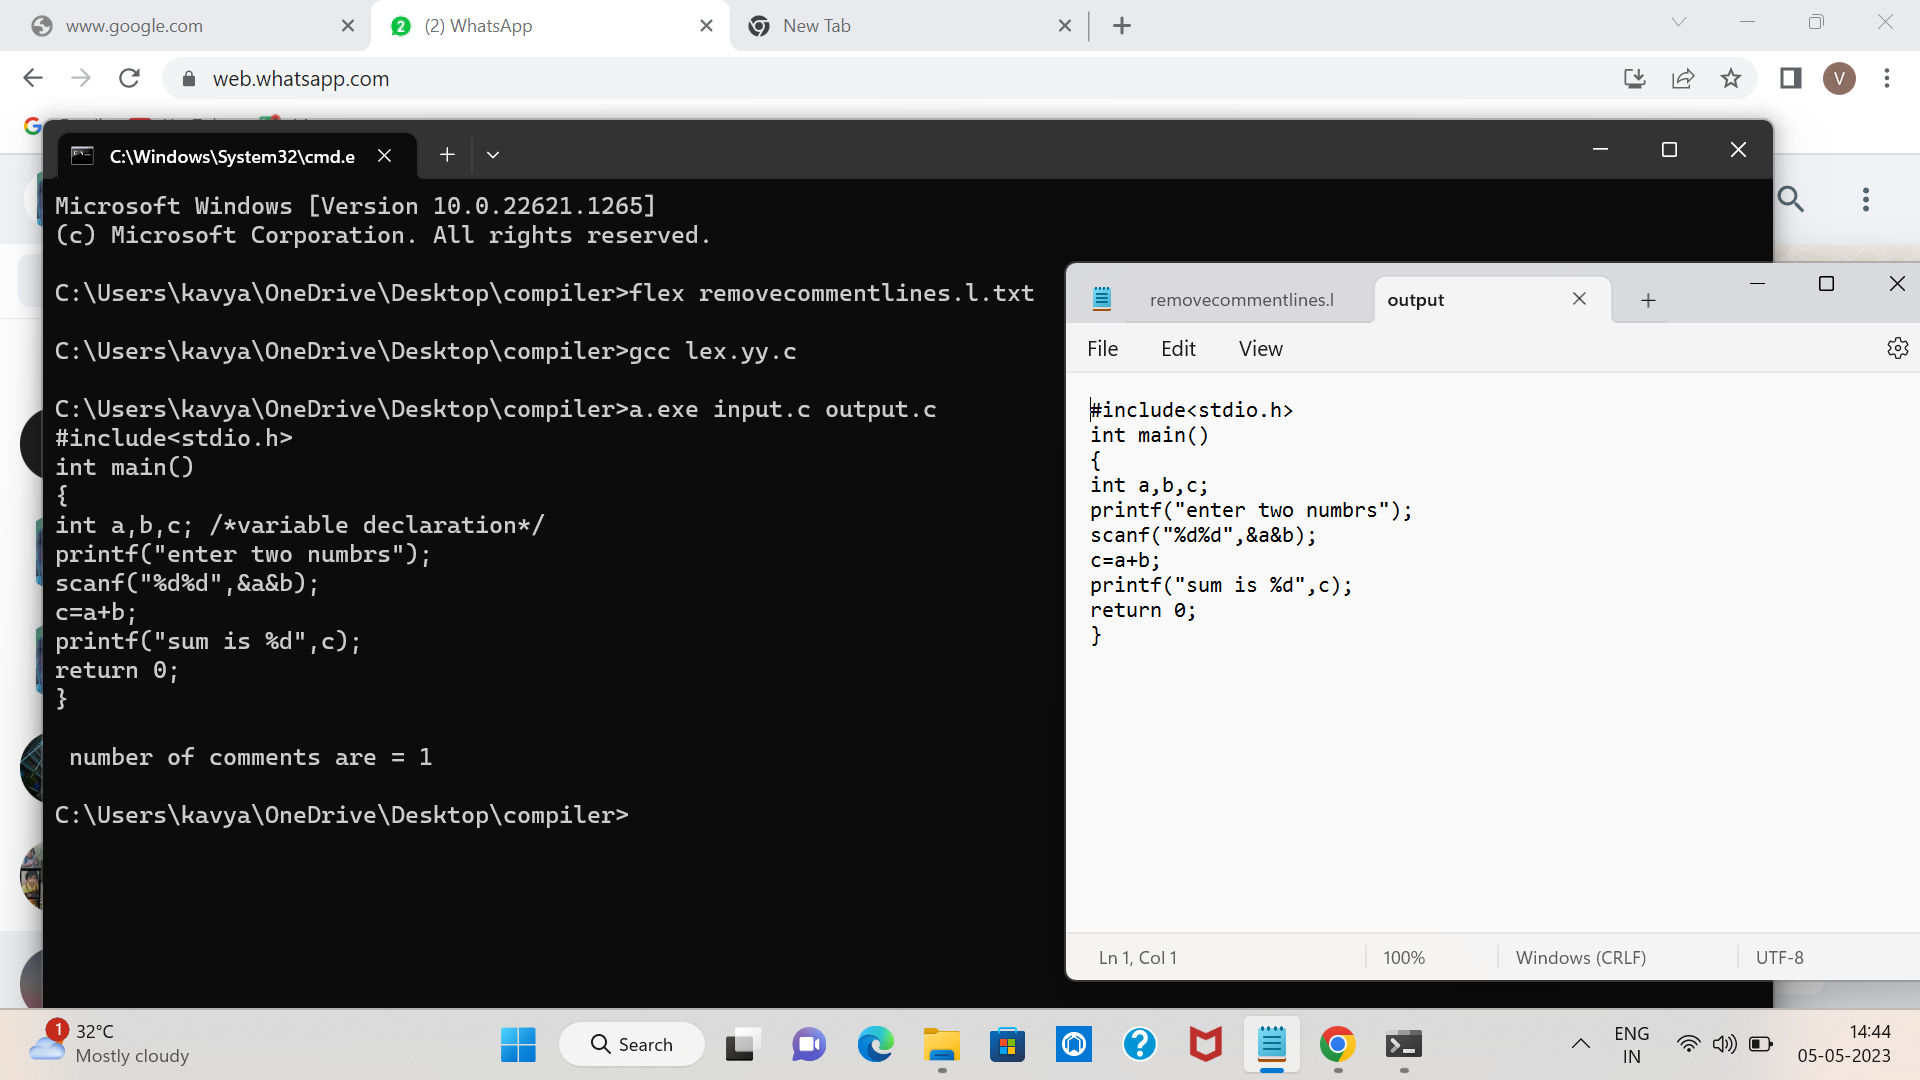 www.google.com
(2) WhatsApp
New Tab
web.whatsapp.com
C:\Windows\System32\cmd.e
Microsoft Windows [Version 10.0.22621.1265]
(c) Microsoft Corporation. All rights reserved.
C:\Users\kavya\OneDrive\Desktop\compiler>flex removecommentlines.l.txt
C:\Users\kavya\OneDrive\Desktop\compiler>gcc lex.yy.c
C:\Users\kavya\OneDrive\Desktop\compiler>a.exe input.c output.c
#include<stdio.h>
int main()
{
int a,b,c; /*variable declaration*/
printf("enter two numbrs");
scanf("%d%d",&a&b);
c=a+b;
printf("sum is %d",c);
return 0;
}
number of comments are = 1
C:\Users\kavya\OneDrive\Desktop\compiler>
removecommentlines.l
output
File Edit View
#include<stdio.h>
int main()
{
int a,b,c;
printf("enter two numbrs");
scanf("%d%d",&a&b);
c=a+b;
printf("sum is %d",c);
return 0;
}
Ln 1, Col 1 100% Windows (CRLF) UTF-8
1
32°C
Mostly cloudy
Search
ENG
IN
14:44
05-05-2023
V
2